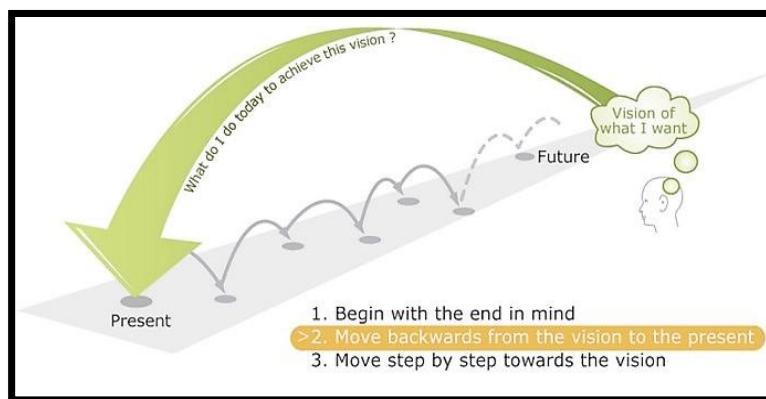 What do I do today to achieve this vision ?
Vision of
what I want
Future
Present
1. Begin with the end in mind
>2. Move backwards from the vision to the present
3. Move step by step towards the vision